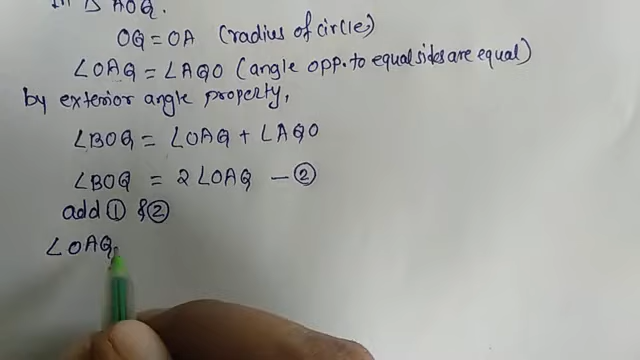 In △ AOQ.
OQ = OA (radius of circle)
∠OAQ = ∠AQO (angle opp. to equal sides are equal)
by exterior angle property,
∠BOQ = ∠OAQ + ∠AQO
∠BOQ = 2∠OAQ — ②
add ① & ②
∠OAQ